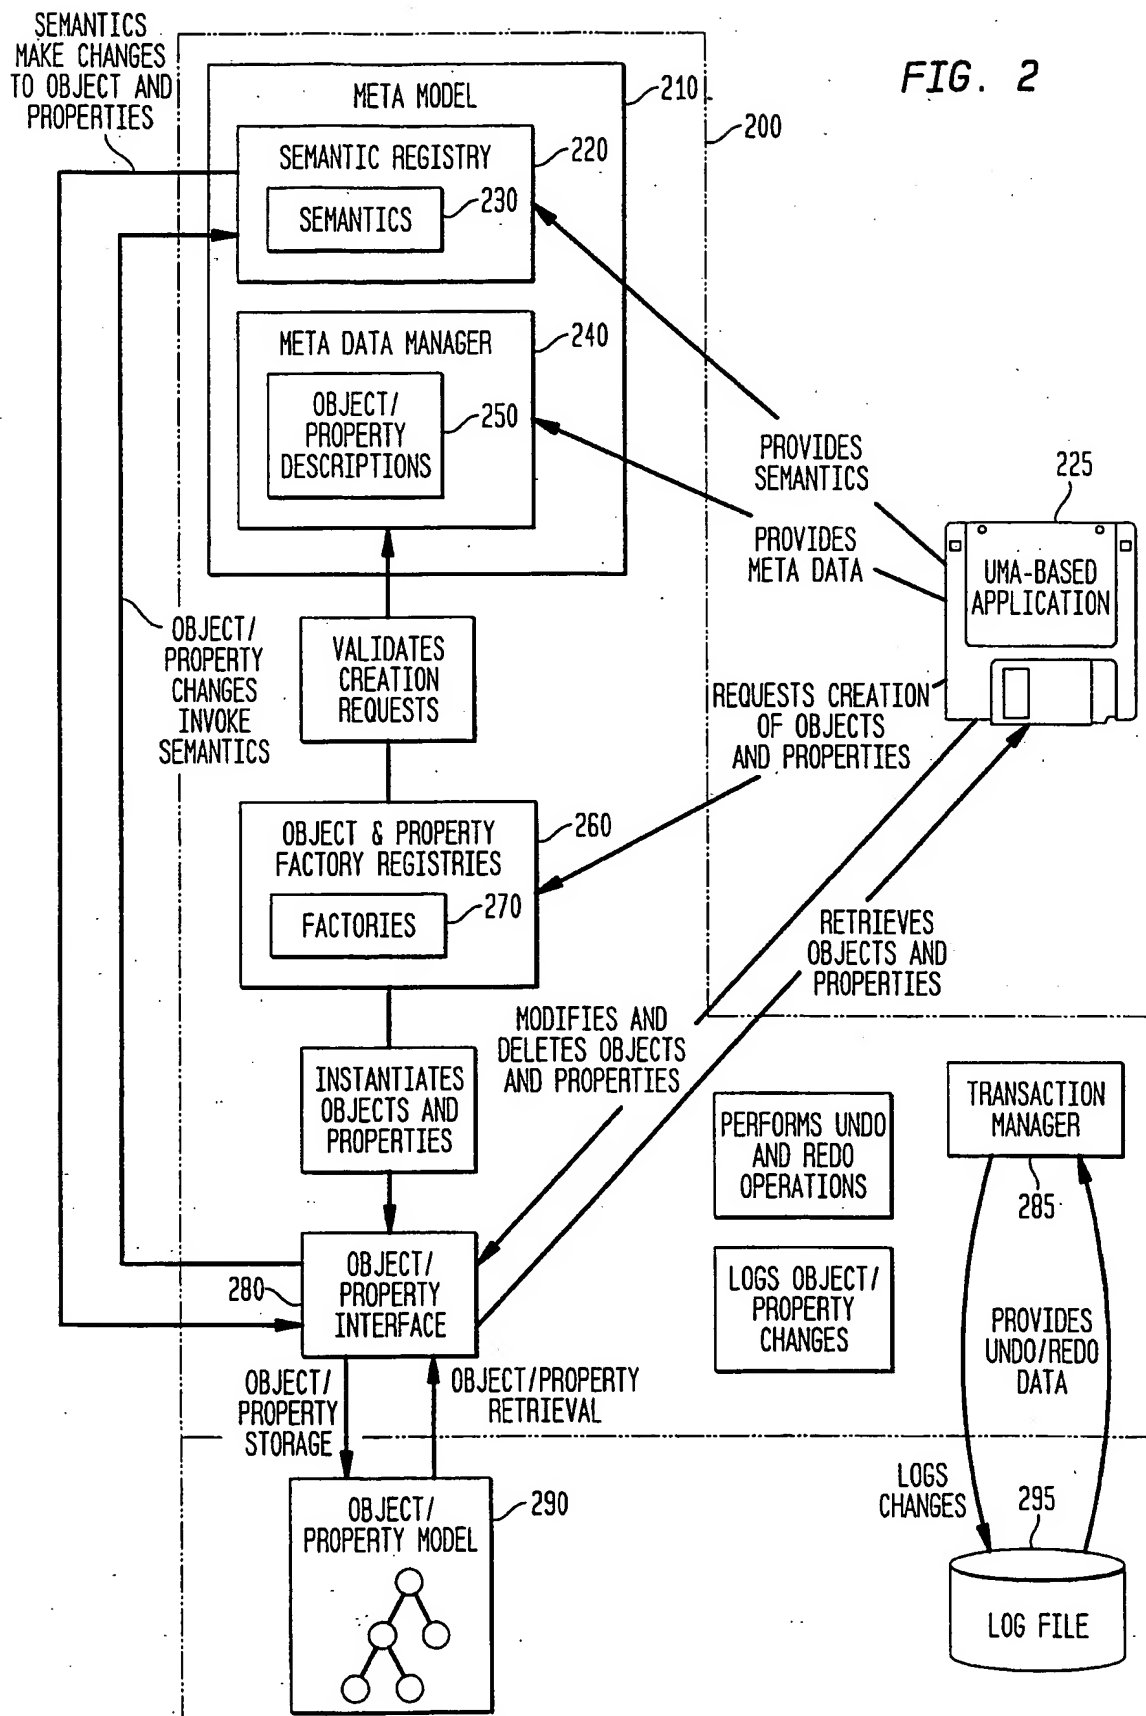 SEMANTICS
MAKE CHANGES
TO OBJECT AND
PROPERTIES
FIG. 2
META MODEL
210
200
SEMANTIC REGISTRY
220
SEMANTICS
230
META DATA MANAGER
240
OBJECT/
PROPERTY
DESCRIPTIONS
250
PROVIDES
SEMANTICS
PROVIDES
META DATA
225
UMA-BASED
APPLICATION
OBJECT/
PROPERTY
CHANGES
INVOKE
SEMANTICS
VALIDATES
CREATION
REQUESTS
REQUESTS CREATION
OF OBJECTS
AND PROPERTIES
OBJECT & PROPERTY
FACTORY REGISTRIES
260
FACTORIES
270
RETRIEVES
OBJECTS AND
PROPERTIES
MODIFIES AND
DELETES OBJECTS
AND PROPERTIES
INSTANTIATES
OBJECTS AND
PROPERTIES
PERFORMS UNDO
AND REDO
OPERATIONS
TRANSACTION
MANAGER
285
OBJECT/
PROPERTY
INTERFACE
280
LOGS OBJECT/
PROPERTY
CHANGES
PROVIDES
UNDO/REDO
DATA
OBJECT/
PROPERTY
STORAGE
OBJECT/PROPERTY
RETRIEVAL
OBJECT/
PROPERTY MODEL
290
LOGS
CHANGES
295
LOG FILE